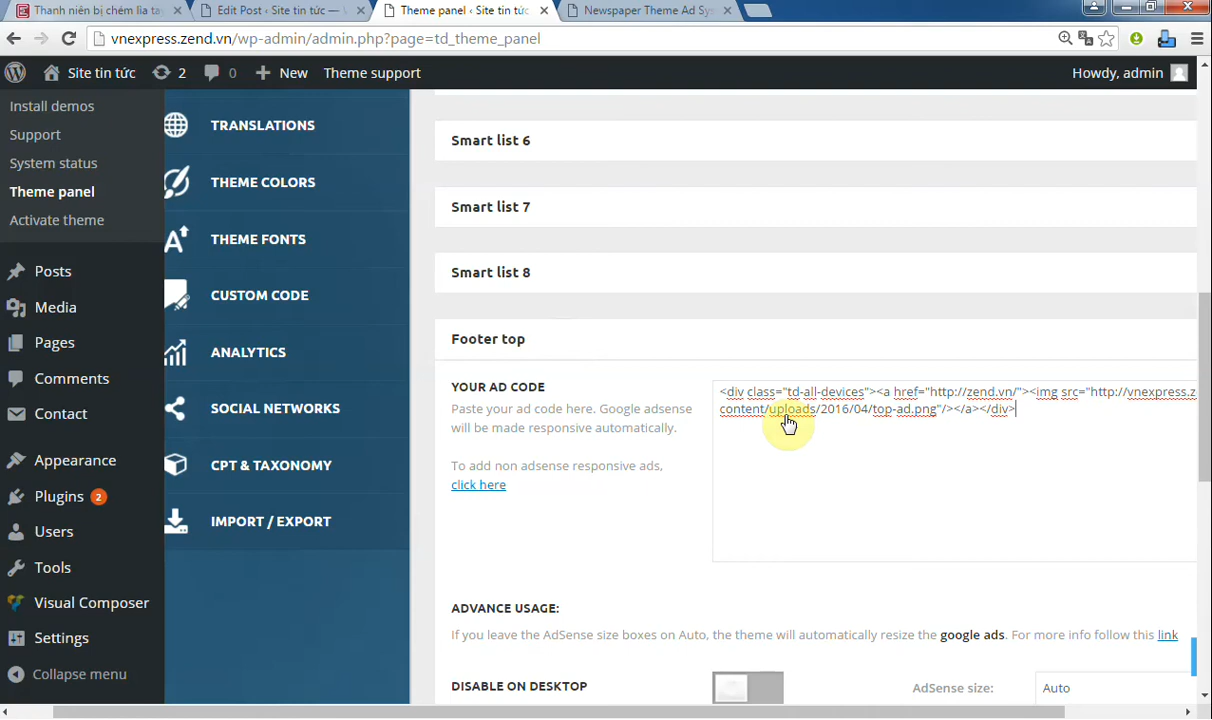 Thanh niên bị chém lìa ta
Edit Post ‹ Site tin tức —
Theme panel ‹ Site tin tức
Newspaper Theme Ad Sy
vnexpress.zend.vn/wp-admin/admin.php?page=td_theme_panel
Site tin tức
2
0
New
Theme support
Howdy, admin
Install demos
Support
System status
Theme panel
Activate theme
Posts
Media
Pages
Comments
Contact
Appearance
Plugins 2
Users
Tools
Visual Composer
Settings
Collapse menu
TRANSLATIONS
THEME COLORS
THEME FONTS
CUSTOM CODE
ANALYTICS
SOCIAL NETWORKS
CPT & TAXONOMY
IMPORT / EXPORT
Smart list 6
Smart list 7
Smart list 8
Footer top
YOUR AD CODE
Paste your ad code here. Google adsense
will be made responsive automatically.
To add non adsense responsive ads,
click here
<div class="td-all-devices"><a href="http://zend.vn/"><img src="http://vnexpress.z
content/uploads/2016/04/top-ad.png"/></a></div>
ADVANCE USAGE:
If you leave the AdSense size boxes on Auto, the theme will automatically resize the google ads. For more info follow this link
DISABLE ON DESKTOP
AdSense size:
Auto